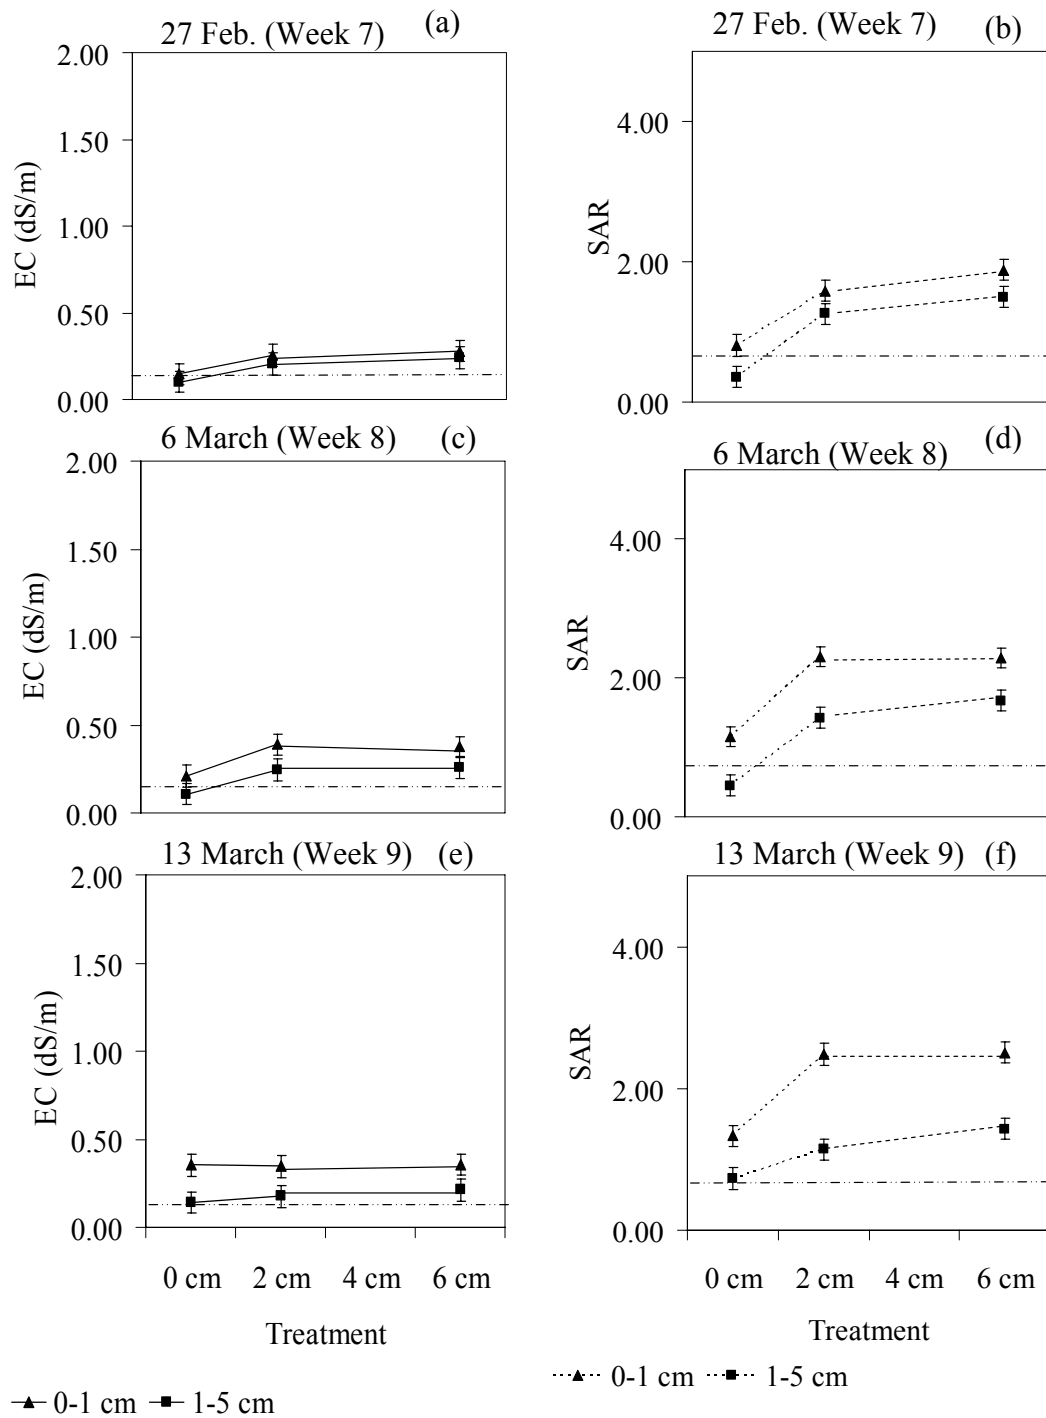 27 Feb. (Week 7) (a)
2.00
1.50
1.00
0.50
0.00
EC (dS/m)
27 Feb. (Week 7) (b)
4.00
2.00
0.00
SAR
6 March (Week 8) (c)
2.00
1.50
1.00
0.50
0.00
EC (dS/m)
6 March (Week 8) (d)
4.00
2.00
0.00
SAR
13 March (Week 9) (e)
2.00
1.50
1.00
0.50
0.00
EC (dS/m)
0 cm 2 cm 4 cm 6 cm
Treatment
0-1 cm 1-5 cm
13 March (Week 9) (f)
4.00
2.00
0.00
SAR
0 cm 2 cm 4 cm 6 cm
Treatment
0-1 cm 1-5 cm